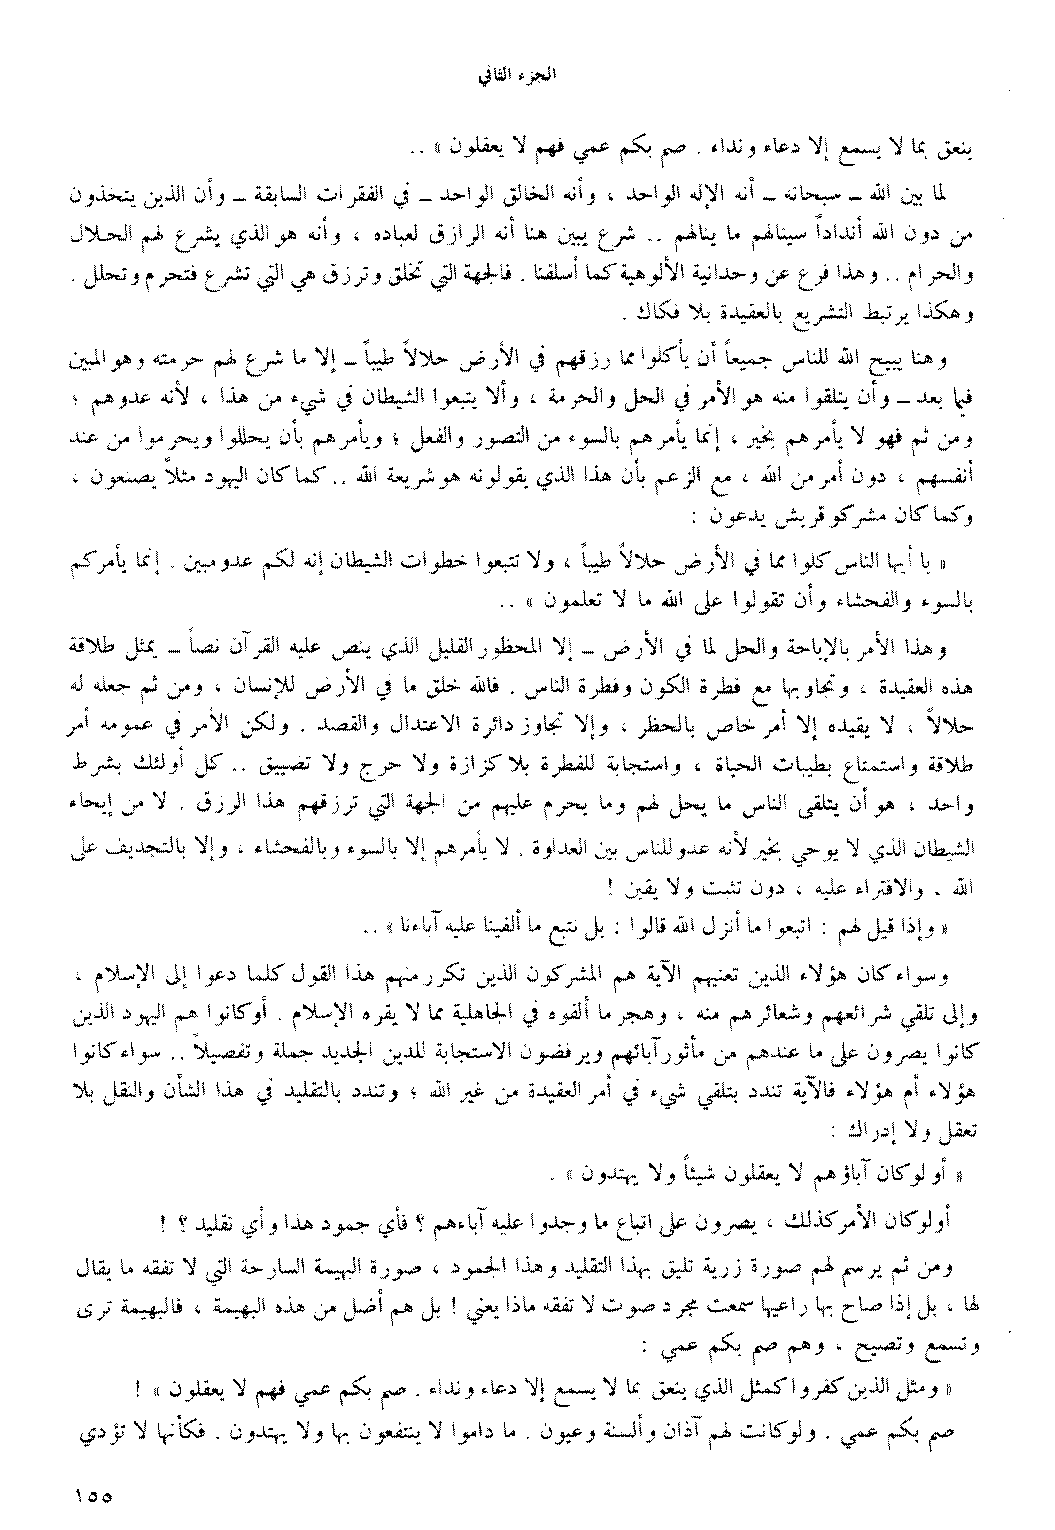 الجزء الثاني
ينعق بما لا يسمع إلا دعاء ونداء . صم بكم عمي فهم لا يعقلون » ..
لما بين الله – سبحانه – أنه الإله الواحد ، وأنه الخالق الواحد – في الفقرات السابقة – وأن الذين يتخذون
من دون الله أنداداً سينالهم ما ينالهم .. شرع يبين هنا أنه الرازق لعباده ، وأنه هو الذي يشرع لهم الحلال
والحرام .. وهذا فرع عن وحدانية الألوهية كما أسلفنا . فالجهة التي تخلق وترزق هي التي تشرع فتحرم وتحلل .
وهكذا يرتبط التشريع بالعقيدة بلا فكاك .
وهنا يبيح الله للناس جميعاً أن يأكلوا مما رزقهم في الأرض حلالاً طيباً – إلا ما شرع لهم حرمته وهو المبين
فيما بعد – وأن يتلقوا منه هو الأمر في الحل والحرمة ، وألا يتبعوا الشيطان في شيء من هذا ، لأنه عدوهم ؛
ومن ثم فهو لا يأمرهم بخير ، إنما يأمرهم بالسوء من التصور والفعل ؛ ويأمرهم بأن يحللوا ويحرموا من عند
أنفسهم ، دون أمر من الله ، مع الزعم بأن هذا الذي يقولونه هو شريعة الله .. كما كان اليهود مثلاً يصنعون ،
وكما كان مشركو قريش يدعون :
« يا أيها الناس كلوا مما في الأرض حلالاً طيباً ، ولا تتبعوا خطوات الشيطان إنه لكم عدو مبين . إنما يأمركم
بالسوء والفحشاء وأن تقولوا على الله ما لا تعلمون » ..
وهذا الأمر بالإباحة والحل لما في الأرض – إلا المحظور القليل الذي ينص عليه القرآن نصاً – يمثل طلاقة
هذه العقيدة ، وتجاوبها مع فطرة الكون وفطرة الناس . فالله خلق ما في الأرض للإنسان ، ومن ثم جعله له
حلالاً ، لا يقيده إلا أمر خاص بالحظر ، وإلا تجاوز دائرة الاعتدال والقصد . ولكن الأمر في عمومه أمر
طلاقة واستمتاع بطيبات الحياة ، واستجابة للفطرة بلا كزازة ولا حرج ولا تضييق .. كل أولئك بشرط
واحد ، هو أن يتلقى الناس ما يحل لهم وما يحرم عليهم من الجهة التي ترزقهم هذا الرزق . لا من إيحاء
الشيطان الذي لا يوحي بخير لأنه عدو للناس بين العداوة . لا يأمرهم إلا بالسوء وبالفحشاء ، وإلا بالتجديف على
الله ، والافتراء عليه ، دون تثبت ولا يقين !
« وإذا قيل لهم : اتبعوا ما أنزل الله قالوا : بل نتبع ما ألفينا عليه آباءنا » ..
وسواء كان هؤلاء الذين تعنيهم الآية هم المشركون الذين تكرر منهم هذا القول كلما دعوا إلى الإسلام ،
وإلى تلقي شرائعهم وشعائرهم منه ، وهجر ما ألفوه في الجاهلية مما لا يقره الإسلام . أو كانوا هم اليهود الذين
كانوا يصرون على ما عندهم من مأثور آبائهم ويرفضون الاستجابة للدين الجديد جملة وتفصيلاً .. سواء كانوا
هؤلاء أم هؤلاء فالآية تندد بتلقي شيء في أمر العقيدة من غير الله ؛ وتندد بالتقليد في هذا الشأن والنقل بلا
تعقل ولا إدراك :
« أو لو كان آباؤهم لا يعقلون شيئاً ولا يهتدون » .
أو لو كان الأمر كذلك ، يصرون على اتباع ما وجدوا عليه آباءهم ؟ فأي جمود هذا وأي تقليد ؟ !
ومن ثم يرسم لهم صورة زرية تليق بهذا التقليد وهذا الجمود ، صورة البهيمة السارحة التي لا تفقه ما يقال
لها ، بل إذا صاح بها راعيها سمعت مجرد صوت لا تفقه ماذا يعني ! بل هم أضل من هذه البهيمة ، فالبهيمة ترى
وتسمع وتصيح ، وهم صم بكم عمي :
« ومثل الذين كفروا كمثل الذي ينعق بما لا يسمع إلا دعاء ونداء . صم بكم عمي فهم لا يعقلون » !
صم بكم عمي . ولو كانت لهم آذان وألسنة وعيون . ما داموا لا ينتفعون بها ولا يهتدون . فكأنها لا تؤدي
١٥٥